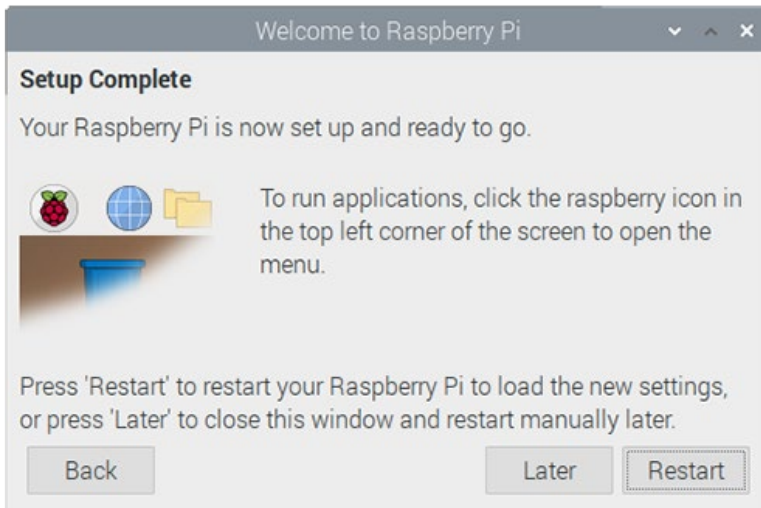 Welcome to Raspberry Pi
Setup Complete
Your Raspberry Pi is now set up and ready to go.
To run applications, click the raspberry icon in
the top left corner of the screen to open the
menu.
Press 'Restart' to restart your Raspberry Pi to load the new settings,
or press 'Later' to close this window and restart manually later.
Back
Later
Restart